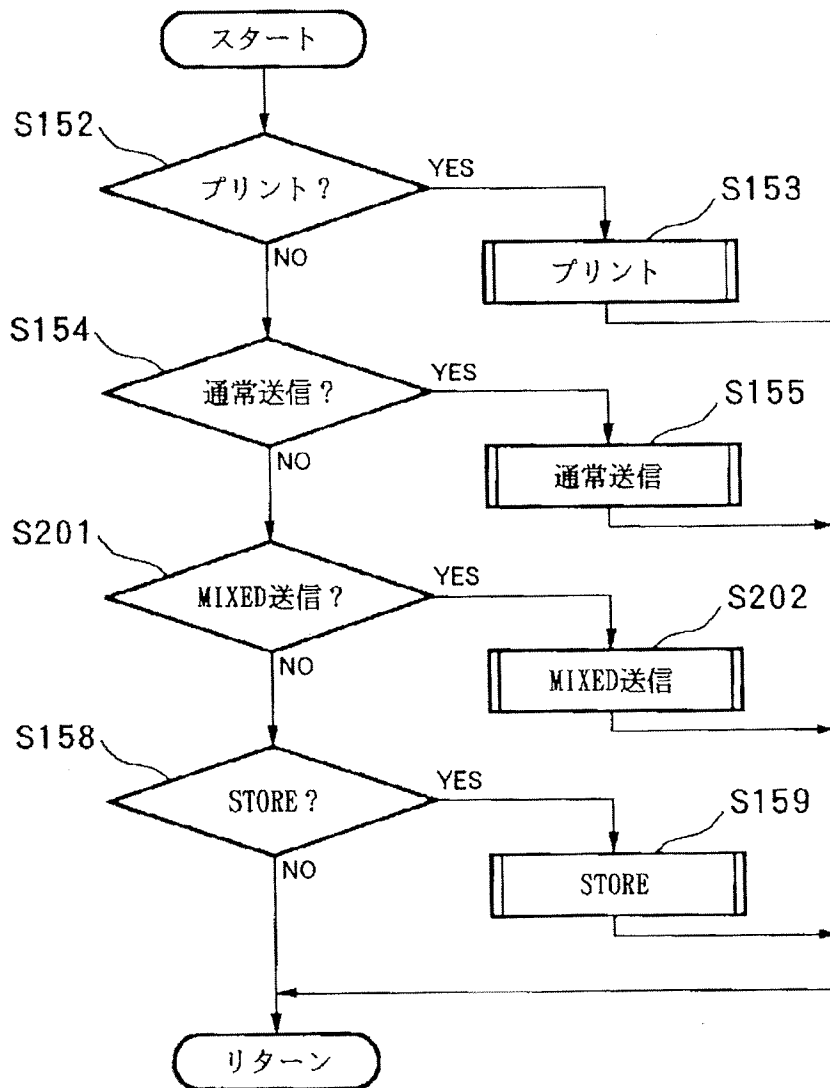 スタート
S152
プリント？
YES
NO
S153
プリント
S154
通常送信？
YES
NO
S155
通常送信
S201
MIXED送信？
YES
NO
S202
MIXED送信
S158
STORE？
YES
NO
S159
STORE
リターン